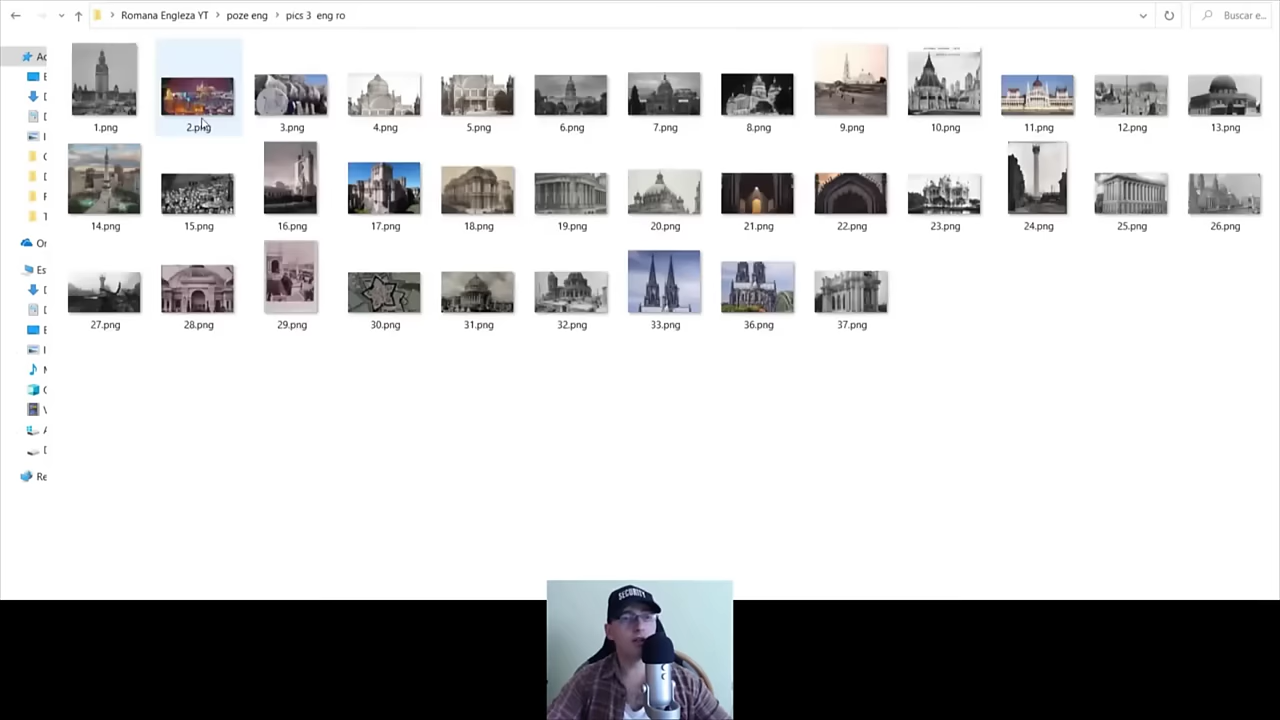 Romana Engleza YT > poze eng > pics 3 eng ro
Buscar e...
1.png 2.png 3.png 4.png 5.png 6.png 7.png 8.png 9.png 10.png 11.png 12.png 13.png
14.png 15.png 16.png 17.png 18.png 19.png 20.png 21.png 22.png 23.png 24.png 25.png 26.png
27.png 28.png 29.png 30.png 31.png 32.png 33.png 36.png 37.png
Or
Es
Re
SECURITY